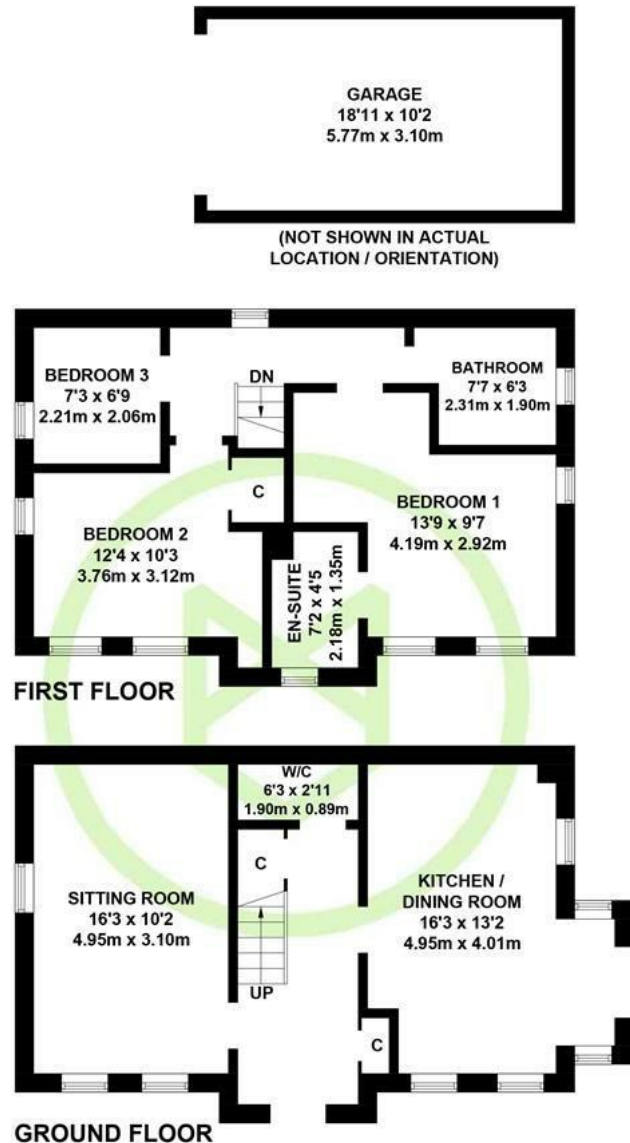 GARAGE
18'11 x 10'2
5.77m x 3.10m
(NOT SHOWN IN ACTUAL
LOCATION / ORIENTATION)
BEDROOM 3
7'3 x 6'9
2.21m x 2.06m
DN
BATHROOM
7'7 x 6'3
2.31m x 1.90m
C
BEDROOM 2
12'4 x 10'3
3.76m x 3.12m
EN-SUITE
7'2 x 4'5
2.18m x 1.35m
BEDROOM 1
13'9 x 9'7
4.19m x 2.92m
FIRST FLOOR
W/C
6'3 x 2'11
1.90m x 0.89m
C
SITTING ROOM
16'3 x 10'2
4.95m x 3.10m
KITCHEN /
DINING ROOM
16'3 x 13'2
4.95m x 4.01m
UP
C
GROUND FLOOR